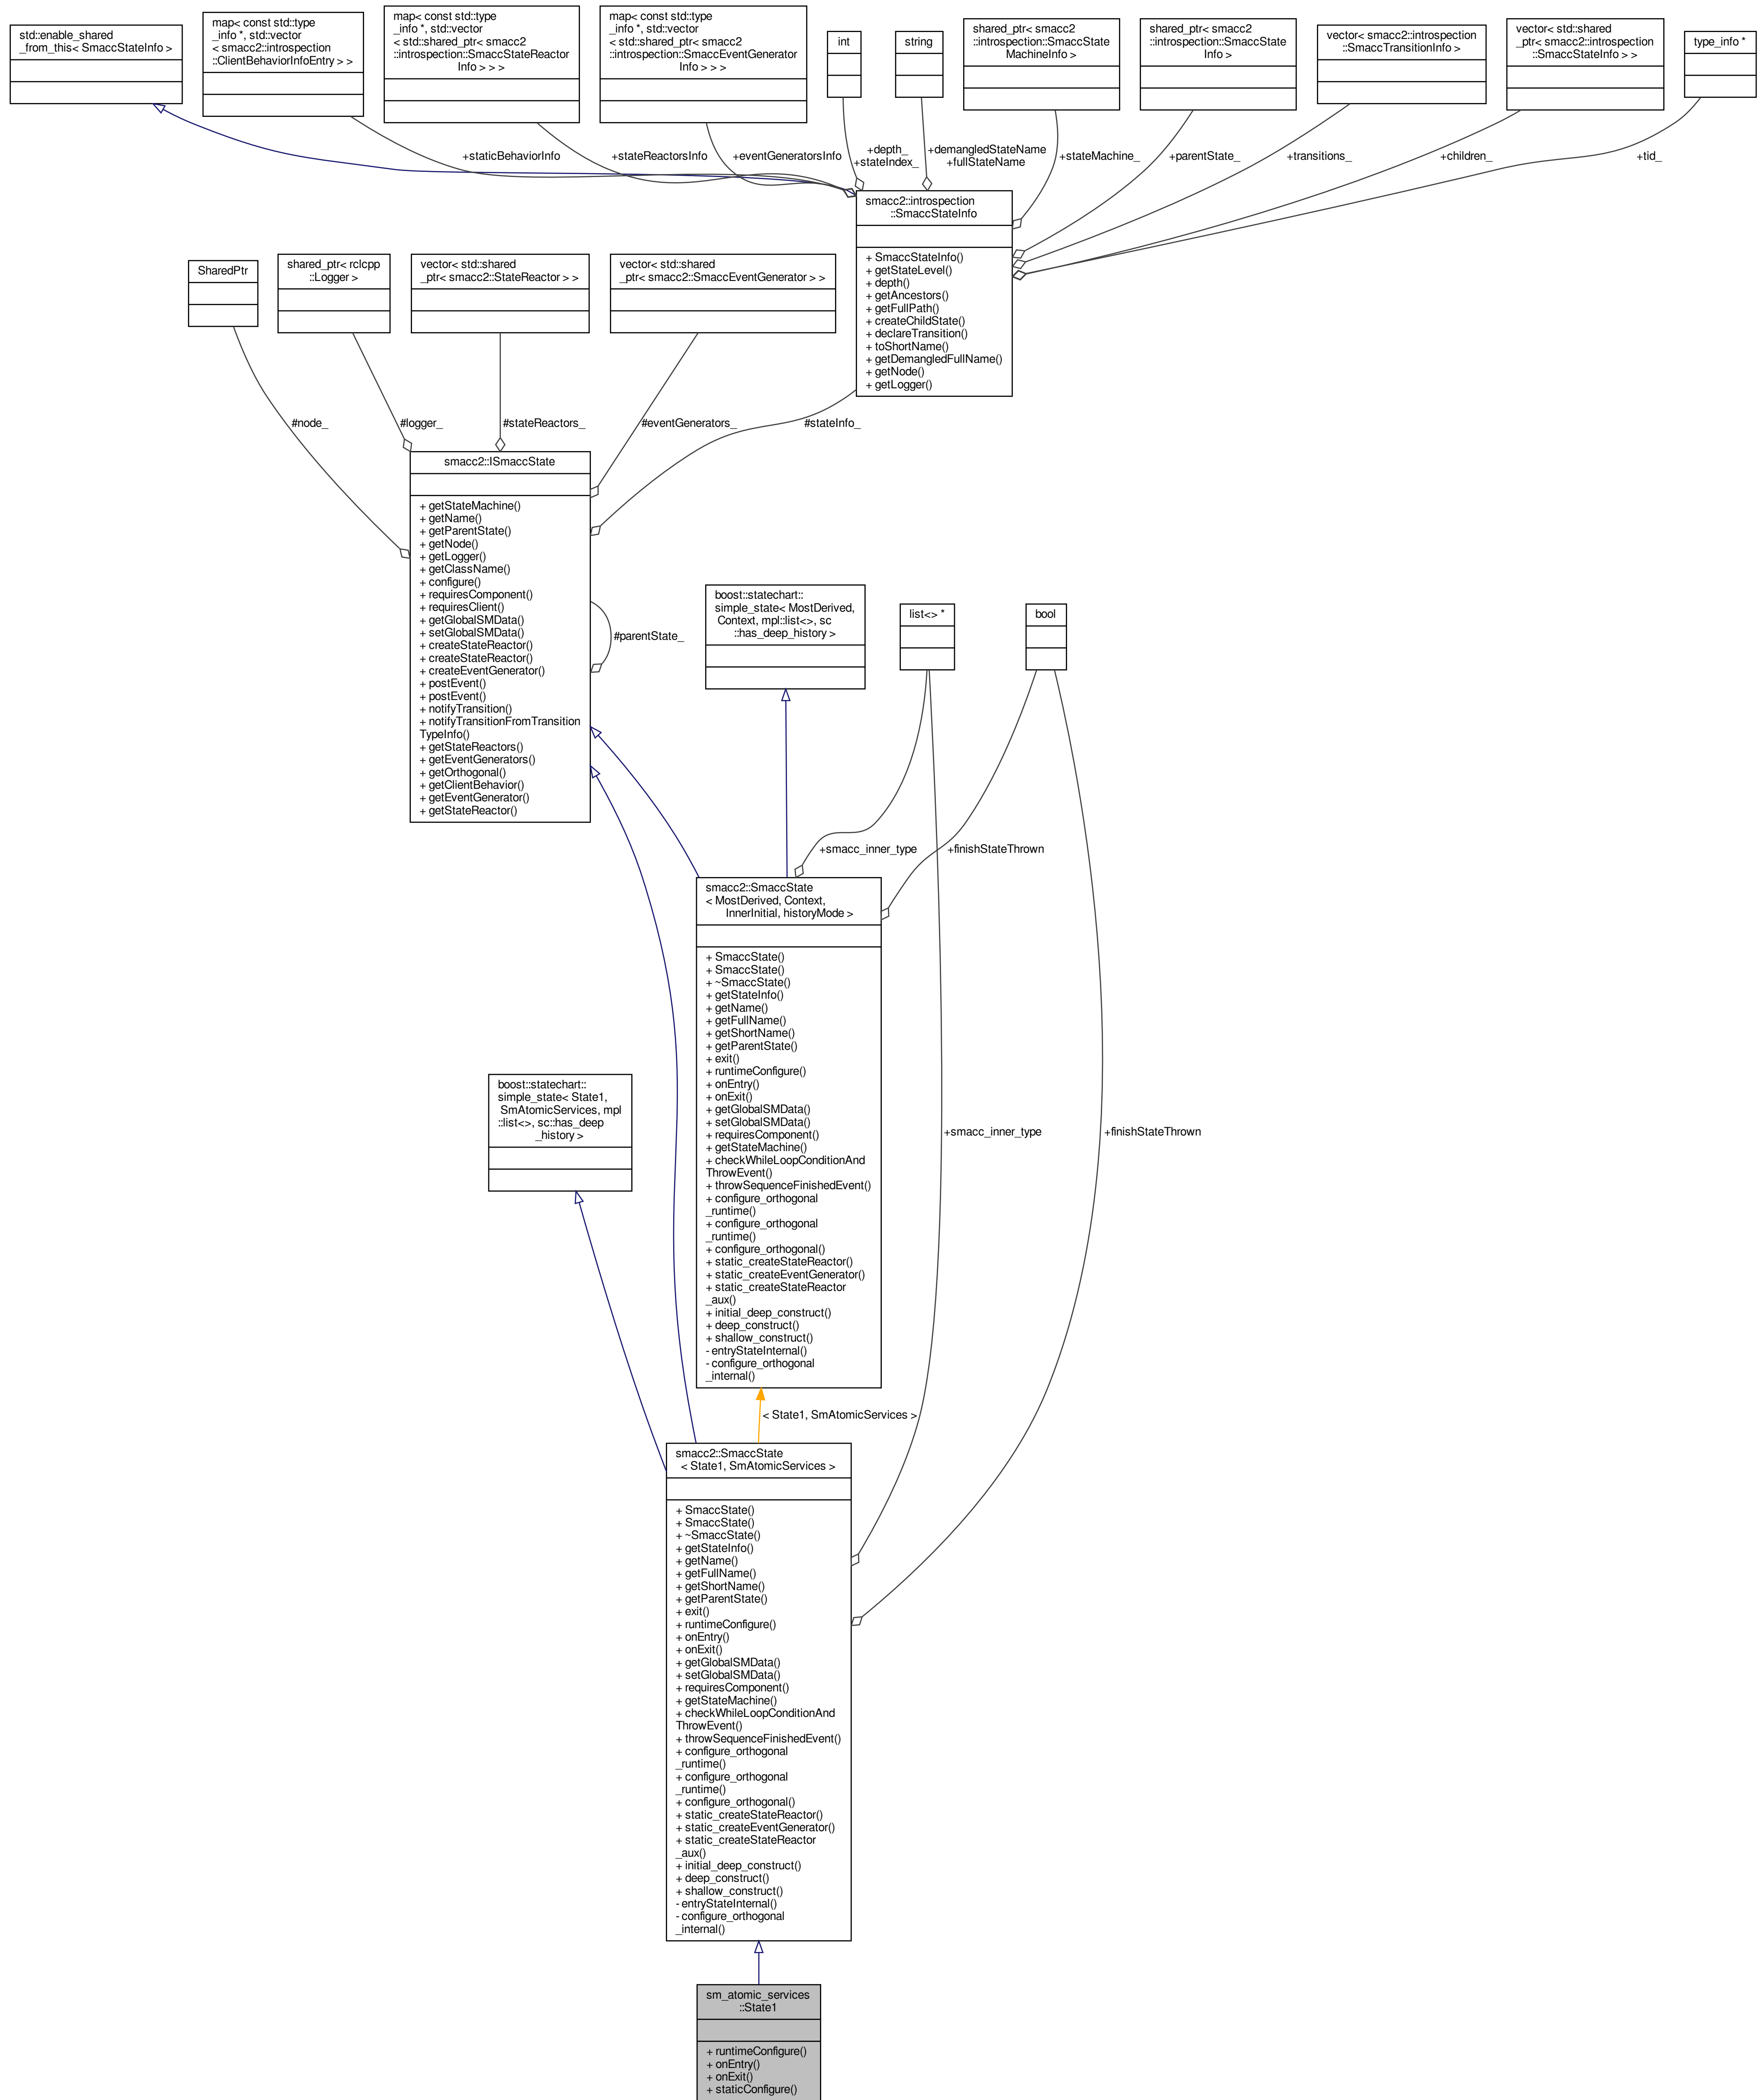 std::enable_shared
_from_this< SmaccStateInfo >
map< const std::type
_info *, std::vector
< smacc2::introspection
::ClientBehaviorInfoEntry > >
map< const std::type
_info *, std::vector
< std::shared_ptr< smacc2
::introspection::SmaccStateReactor
Info > > >
map< const std::type
_info *, std::vector
< std::shared_ptr< smacc2
::introspection::SmaccEventGenerator
Info > > >
int
string
shared_ptr< smacc2
::introspection::SmaccState
MachineInfo >
shared_ptr< smacc2
::introspection::SmaccState
Info >
vector< smacc2::introspection
::SmaccTransitionInfo >
vector< std::shared
_ptr< smacc2::introspection
::SmaccStateInfo > >
type_info *
+staticBehaviorInfo
+stateReactorsInfo
+eventGeneratorsInfo
+depth_
+stateIndex_
+demangledStateName
+fullStateName
+stateMachine_
+parentState_
+transitions_
+children_
+tid_
smacc2::introspection
::SmaccStateInfo
+ SmaccStateInfo()
+ getStateLevel()
+ depth()
+ getAncestors()
+ getFullPath()
+ createChildState()
+ declareTransition()
+ toShortName()
+ getDemangledFullName()
+ getNode()
+ getLogger()
SharedPtr
shared_ptr< rclcpp
::Logger >
vector< std::shared
_ptr< smacc2::StateReactor > >
vector< std::shared
_ptr< smacc2::SmaccEventGenerator > >
#node_
#logger_
#stateReactors_
#eventGenerators_
#stateInfo_
smacc2::ISmaccState
+ getStateMachine()
+ getName()
+ getParentState()
+ getNode()
+ getLogger()
+ getClassName()
+ configure()
+ requiresComponent()
+ requiresClient()
+ getGlobalSMData()
+ setGlobalSMData()
+ createStateReactor()
+ createStateReactor()
+ createEventGenerator()
+ postEvent()
+ postEvent()
+ notifyTransition()
+ notifyTransitionFromTransition
TypeInfo()
+ getStateReactors()
+ getEventGenerators()
+ getOrthogonal()
+ getClientBehavior()
+ getEventGenerator()
+ getStateReactor()
#parentState_
boost::statechart::
simple_state< MostDerived,
Context, mpl::list<>, sc
::has_deep_history >
list<> *
bool
+smacc_inner_type
+finishStateThrown
smacc2::SmaccState
< MostDerived, Context,
InnerInitial, historyMode >
+ SmaccState()
+ SmaccState()
+ ~SmaccState()
+ getStateInfo()
+ getName()
+ getFullName()
+ getShortName()
+ getParentState()
+ exit()
+ runtimeConfigure()
+ onEntry()
+ onExit()
+ getGlobalSMData()
+ setGlobalSMData()
+ requiresComponent()
+ getStateMachine()
+ checkWhileLoopConditionAnd
ThrowEvent()
+ throwSequenceFinishedEvent()
+ configure_orthogonal
_runtime()
+ configure_orthogonal
_runtime()
+ configure_orthogonal()
+ static_createStateReactor()
+ static_createEventGenerator()
+ static_createStateReactor
_aux()
+ initial_deep_construct()
+ deep_construct()
+ shallow_construct()
- entryStateInternal()
- configure_orthogonal
_internal()
boost::statechart::
simple_state< State1,
SmAtomicServices, mpl
::list<>, sc::has_deep
_history >
+smacc_inner_type
+finishStateThrown
< State1, SmAtomicServices >
smacc2::SmaccState
< State1, SmAtomicServices >
+ SmaccState()
+ SmaccState()
+ ~SmaccState()
+ getStateInfo()
+ getName()
+ getFullName()
+ getShortName()
+ getParentState()
+ exit()
+ runtimeConfigure()
+ onEntry()
+ onExit()
+ getGlobalSMData()
+ setGlobalSMData()
+ requiresComponent()
+ getStateMachine()
+ checkWhileLoopConditionAnd
ThrowEvent()
+ throwSequenceFinishedEvent()
+ configure_orthogonal
_runtime()
+ configure_orthogonal
_runtime()
+ configure_orthogonal()
+ static_createStateReactor()
+ static_createEventGenerator()
+ static_createStateReactor
_aux()
+ initial_deep_construct()
+ deep_construct()
+ shallow_construct()
- entryStateInternal()
- configure_orthogonal
_internal()
sm_atomic_services
::State1
+ runtimeConfigure()
+ onEntry()
+ onExit()
+ staticConfigure()